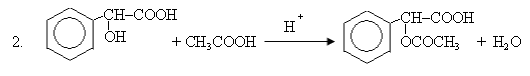 CH—COOH CH—COOH
OH H⁺ OCOCH₃
2. + CH₃COOH + H₂O